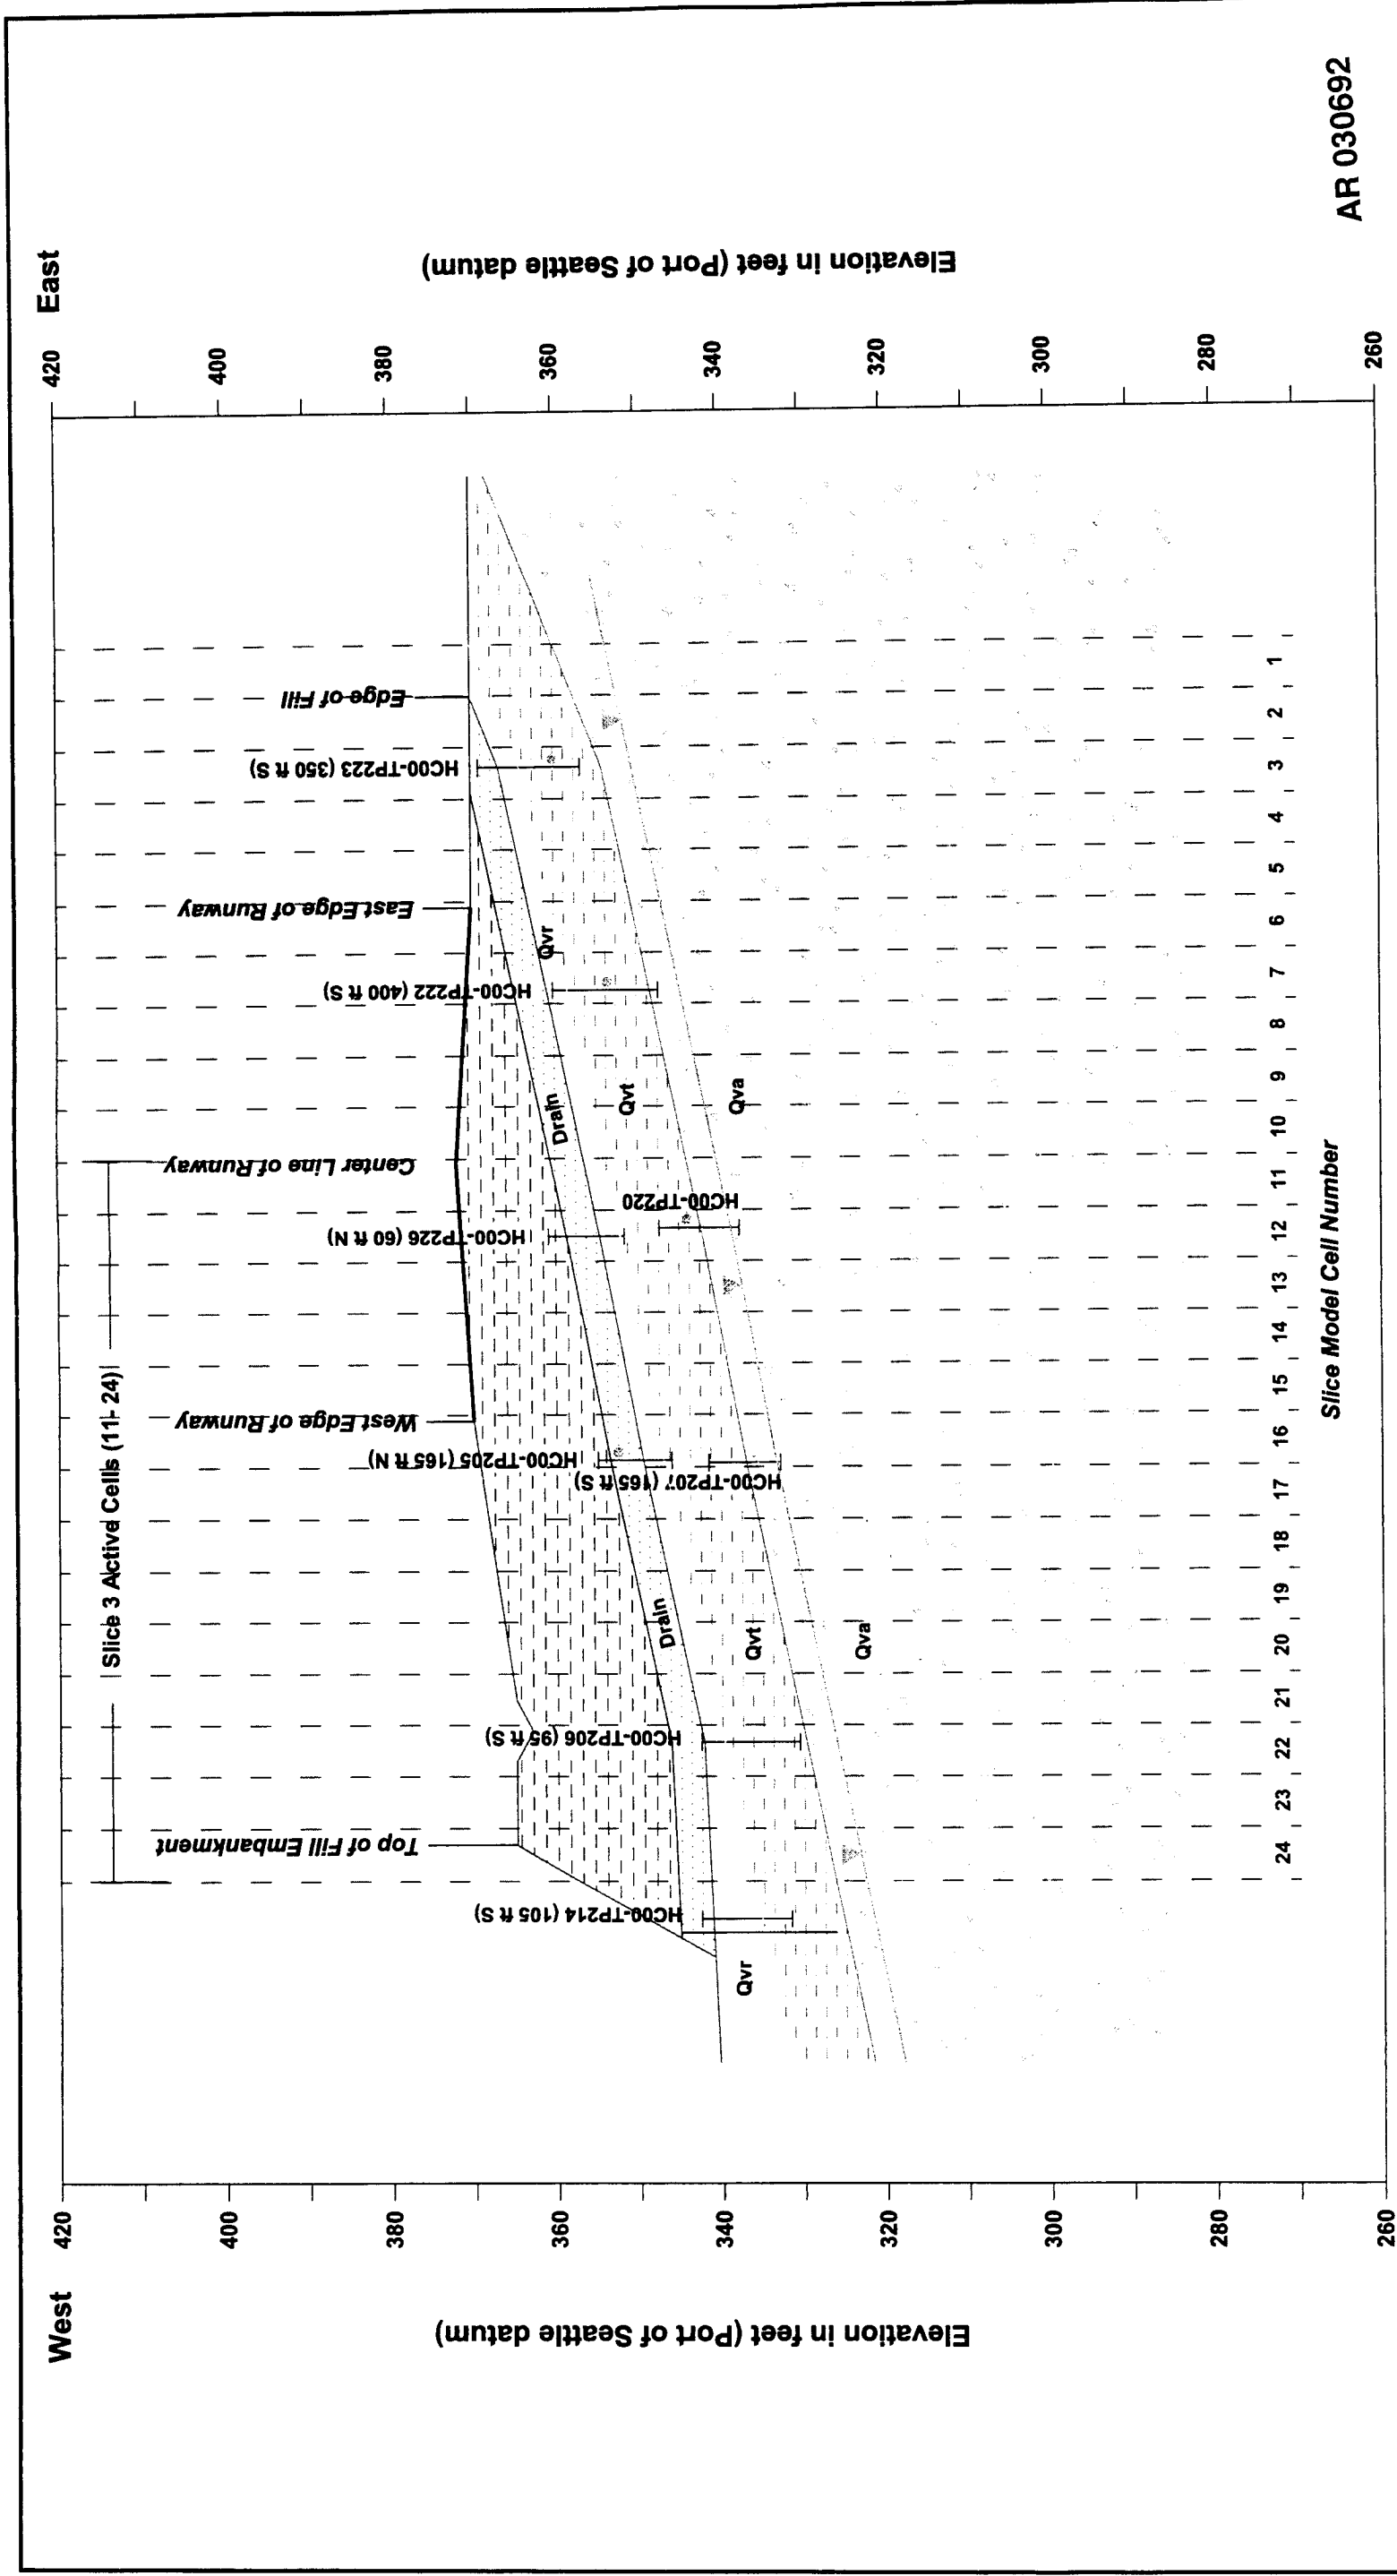 West
East
Elevation in feet (Port of Seattle datum)
420
400
380
360
340
320
300
280
260
Slice 3 Active Cells (11-24)
Top of Fill Embankment
West Edge of Runway
Center Line of Runway
East Edge of Runway
Edge of Fill
HC00-TP214 (105 ft S)
HC00-TP206 (95 ft S)
HC00-TP205 (165 ft N)
HC00-TP207 (165 ft S)
HC00-TP226 (60 ft N)
HC00-TP220
HC00-TP222 (400 ft S)
HC00-TP223 (350 ft S)
Qvr
Drain
Qvt
Qva
Drain
Qvt
Qva
Qvr
24 23 22 21 20 19 18 17 16 15 14 13 12 11 10 9 8 7 6 5 4 3 2 1
Slice Model Cell Number
420
400
380
360
340
320
300
280
260
Elevation in feet (Port of Seattle datum)
AR 030692